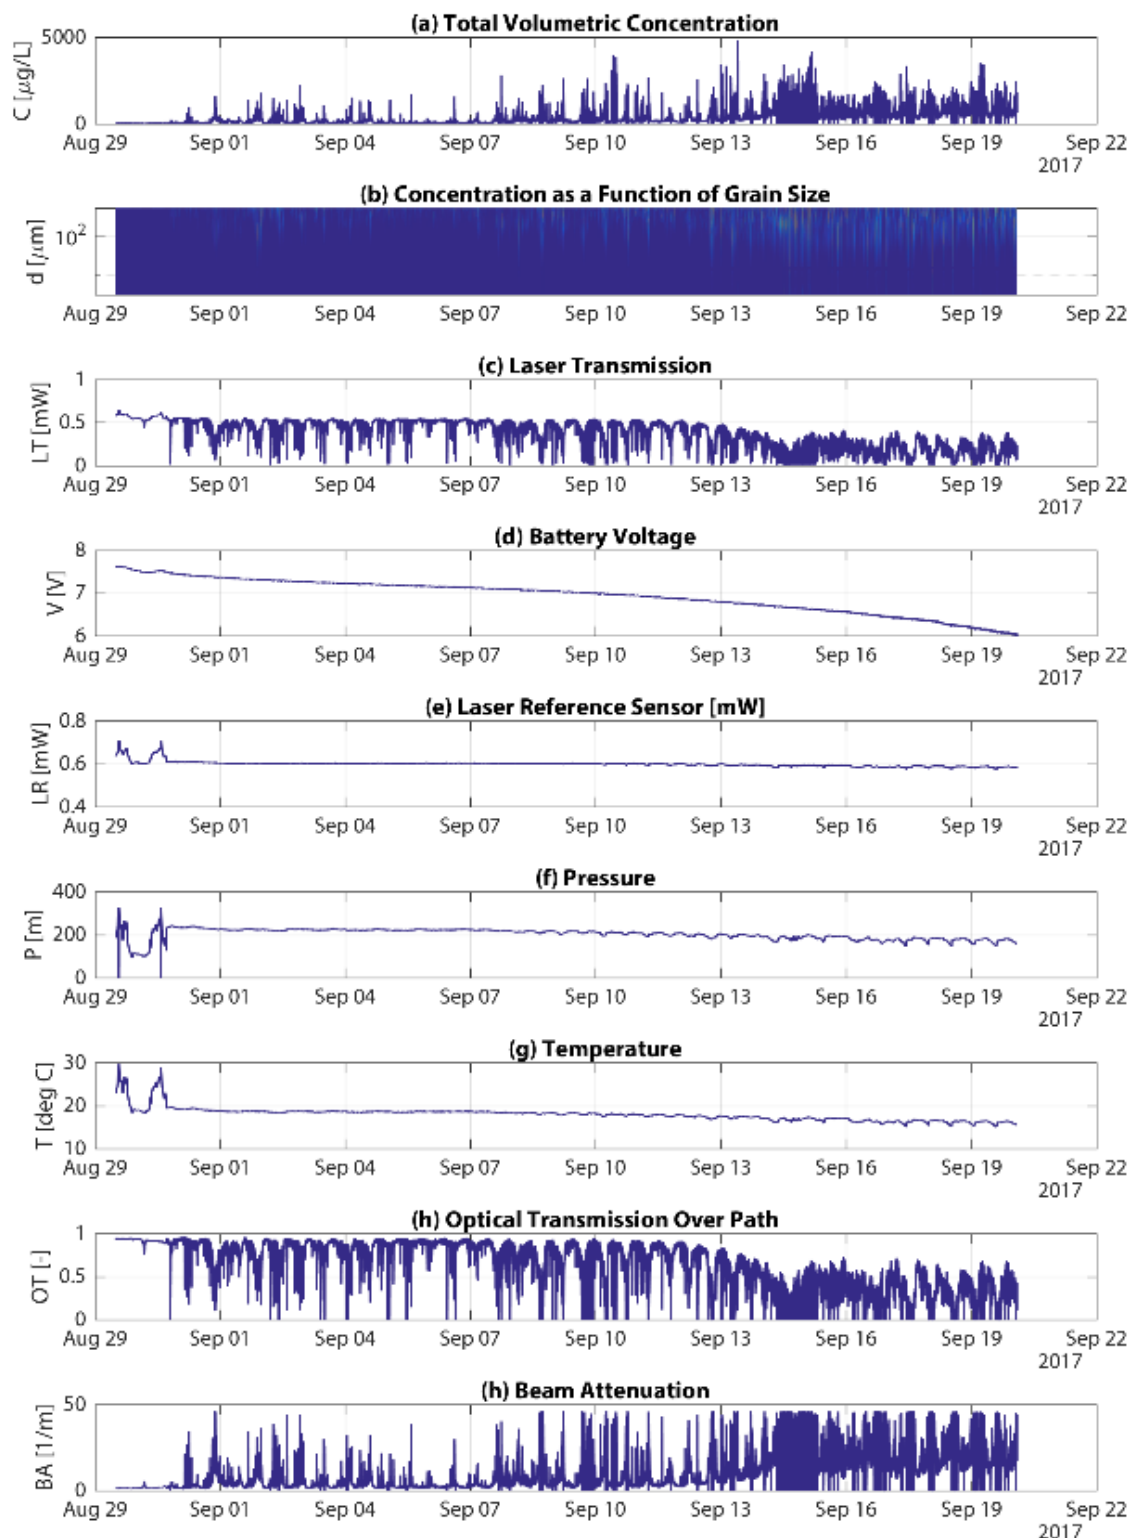 (a) Total Volumetric Concentration
C [μg/L]
5000
0
Aug 29 Sep 01 Sep 04 Sep 07 Sep 10 Sep 13 Sep 16 Sep 19 Sep 22
2017
(b) Concentration as a Function of Grain Size
d [μm]
10²
Aug 29 Sep 01 Sep 04 Sep 07 Sep 10 Sep 13 Sep 16 Sep 19 Sep 22
(c) Laser Transmission
LT [mW]
1
0.5
0
Aug 29 Sep 01 Sep 04 Sep 07 Sep 10 Sep 13 Sep 16 Sep 19 Sep 22
2017
(d) Battery Voltage
V [V]
8
7
6
Aug 29 Sep 01 Sep 04 Sep 07 Sep 10 Sep 13 Sep 16 Sep 19 Sep 22
2017
(e) Laser Reference Sensor [mW]
LR [mW]
0.8
0.6
0.4
Aug 29 Sep 01 Sep 04 Sep 07 Sep 10 Sep 13 Sep 16 Sep 19 Sep 22
2017
(f) Pressure
P [m]
400
200
0
Aug 29 Sep 01 Sep 04 Sep 07 Sep 10 Sep 13 Sep 16 Sep 19 Sep 22
2017
(g) Temperature
T [deg C]
30
20
10
Aug 29 Sep 01 Sep 04 Sep 07 Sep 10 Sep 13 Sep 16 Sep 19 Sep 22
2017
(h) Optical Transmission Over Path
OT [-]
1
0.5
0
Aug 29 Sep 01 Sep 04 Sep 07 Sep 10 Sep 13 Sep 16 Sep 19 Sep 22
2017
(h) Beam Attenuation
BA [1/m]
50
0
Aug 29 Sep 01 Sep 04 Sep 07 Sep 10 Sep 13 Sep 16 Sep 19 Sep 22
2017